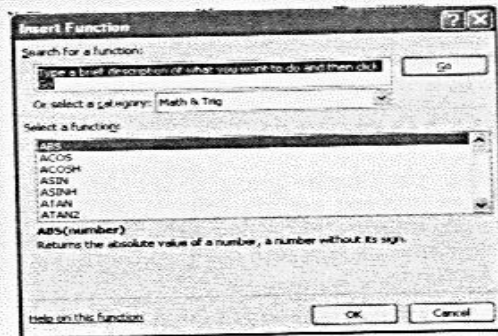 Insert Function
Search for a function:
Type a brief description of what you want to do and then click
Go
Go
Or select a category: Math & Trig
Select a function:
ABS
ACOS
ACOSH
ASIN
ASINH
ATAN
ATAN2
ABS(number)
Returns the absolute value of a number, a number without its sign.
Help on this function
OK
Cancel